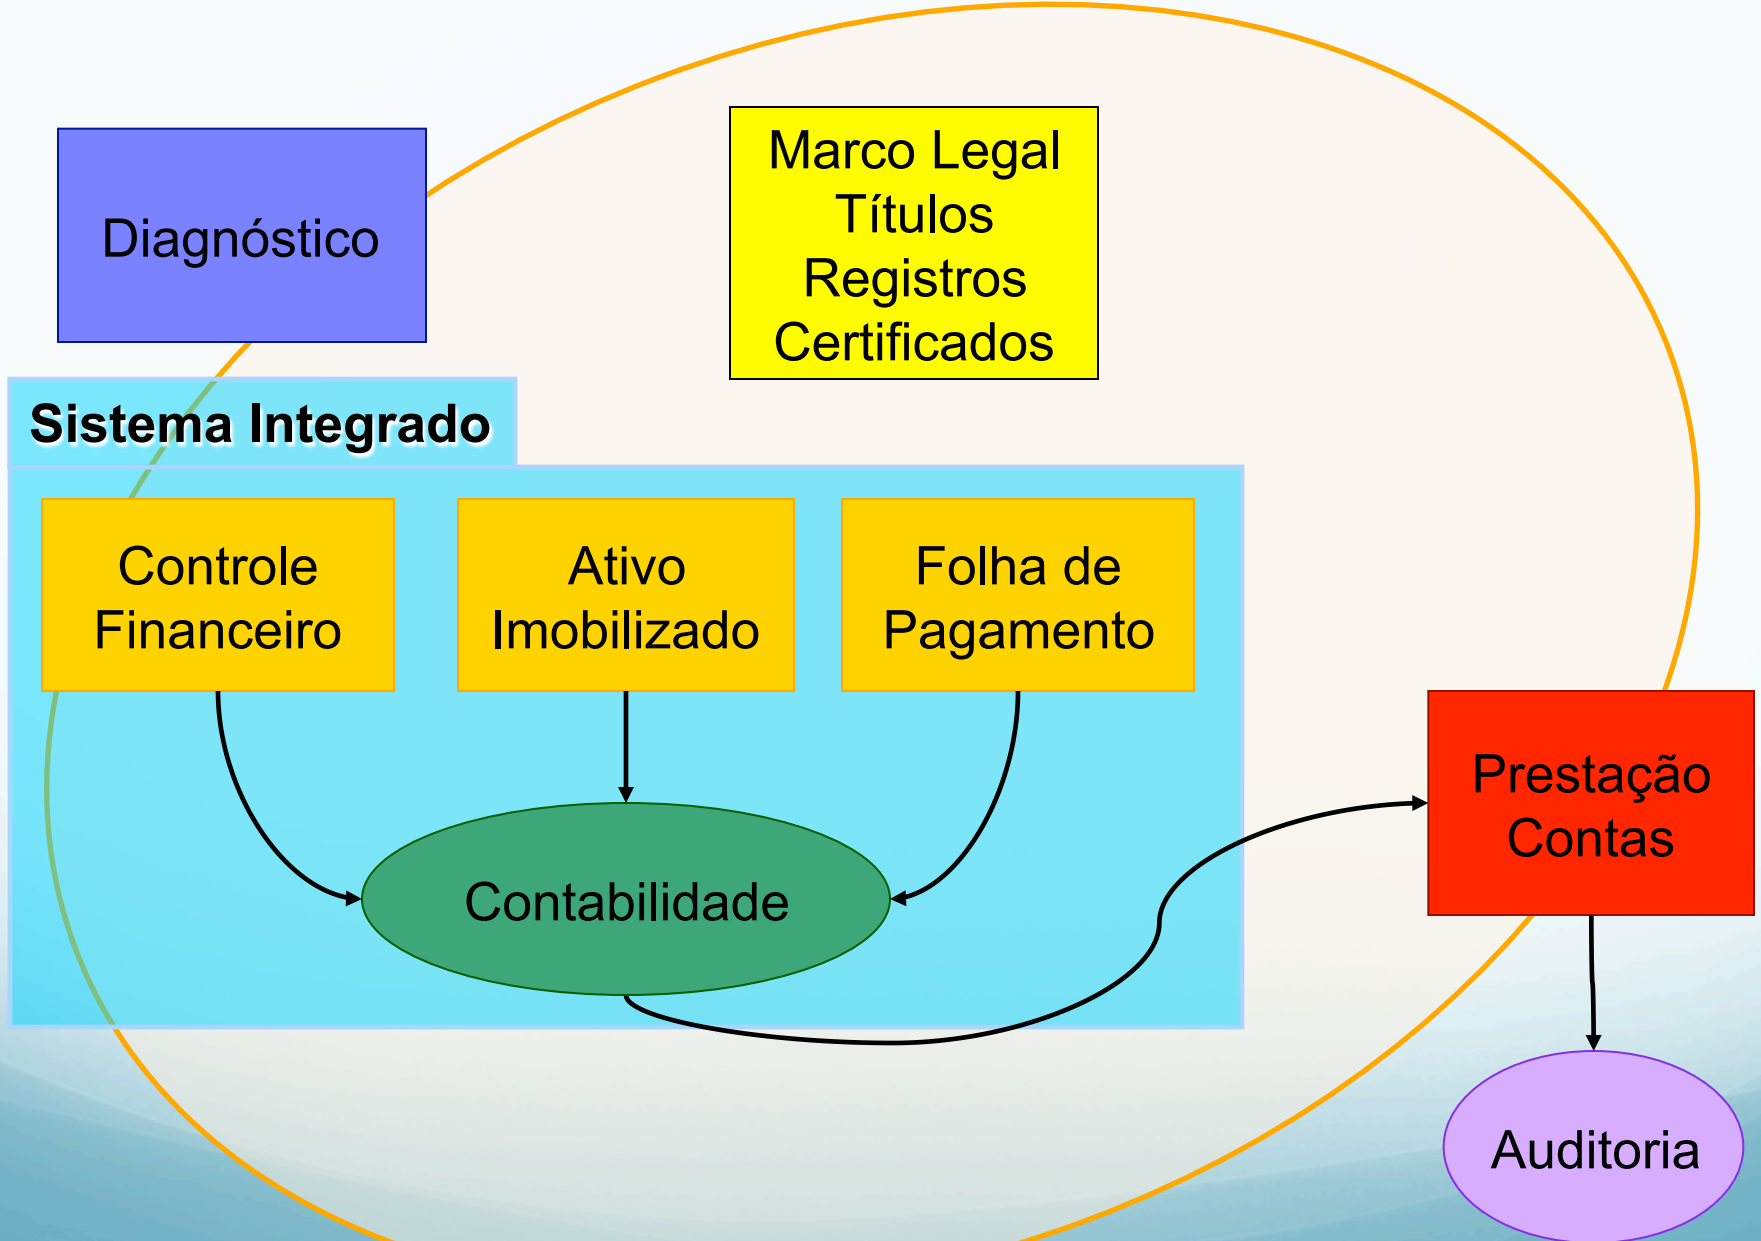 Diagnóstico
Marco Legal
Títulos
Registros
Certificados
Sistema Integrado
Controle
Financeiro
Ativo
Imobilizado
Folha de
Pagamento
Contabilidade
Prestação
Contas
Auditoria